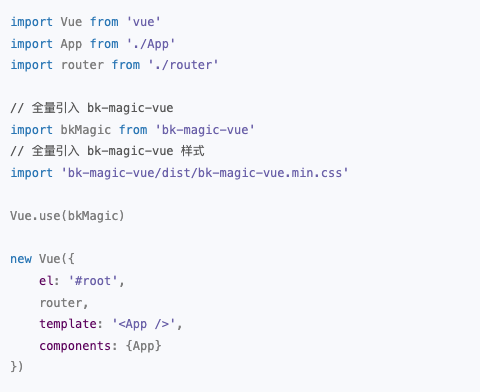 import Vue from 'vue'
import App from './App'
import router from './router'

// 全量引入 bk-magic-vue
import bkMagic from 'bk-magic-vue'
// 全量引入 bk-magic-vue 样式
import 'bk-magic-vue/dist/bk-magic-vue.min.css'

Vue.use(bkMagic)

new Vue({
    el: '#root',
    router,
    template: '<App />',
    components: {App}
})